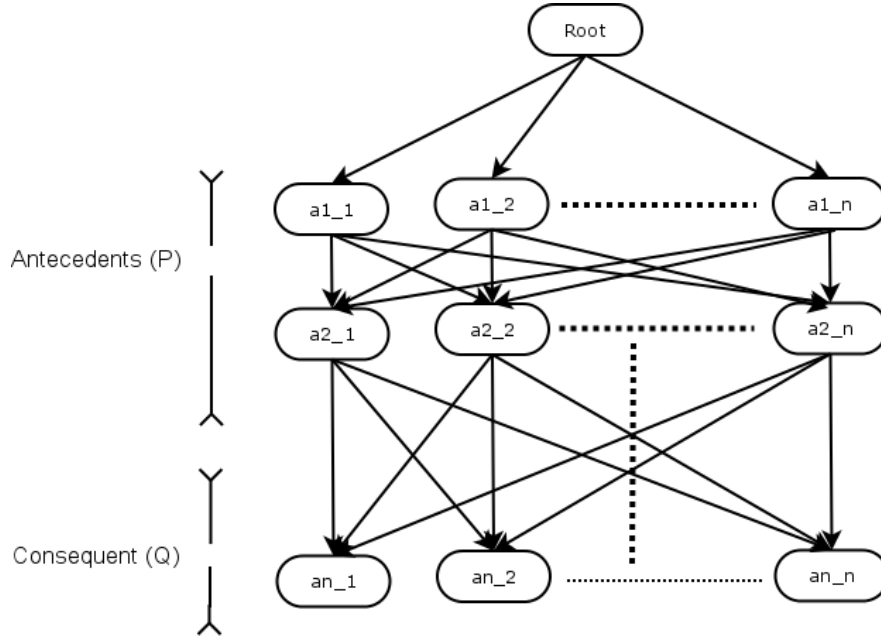 Root
a1_1
a1_2
a1_n
Antecedents (P)
a2_1
a2_2
a2_n
Consequent (Q)
an_1
an_2
an_n